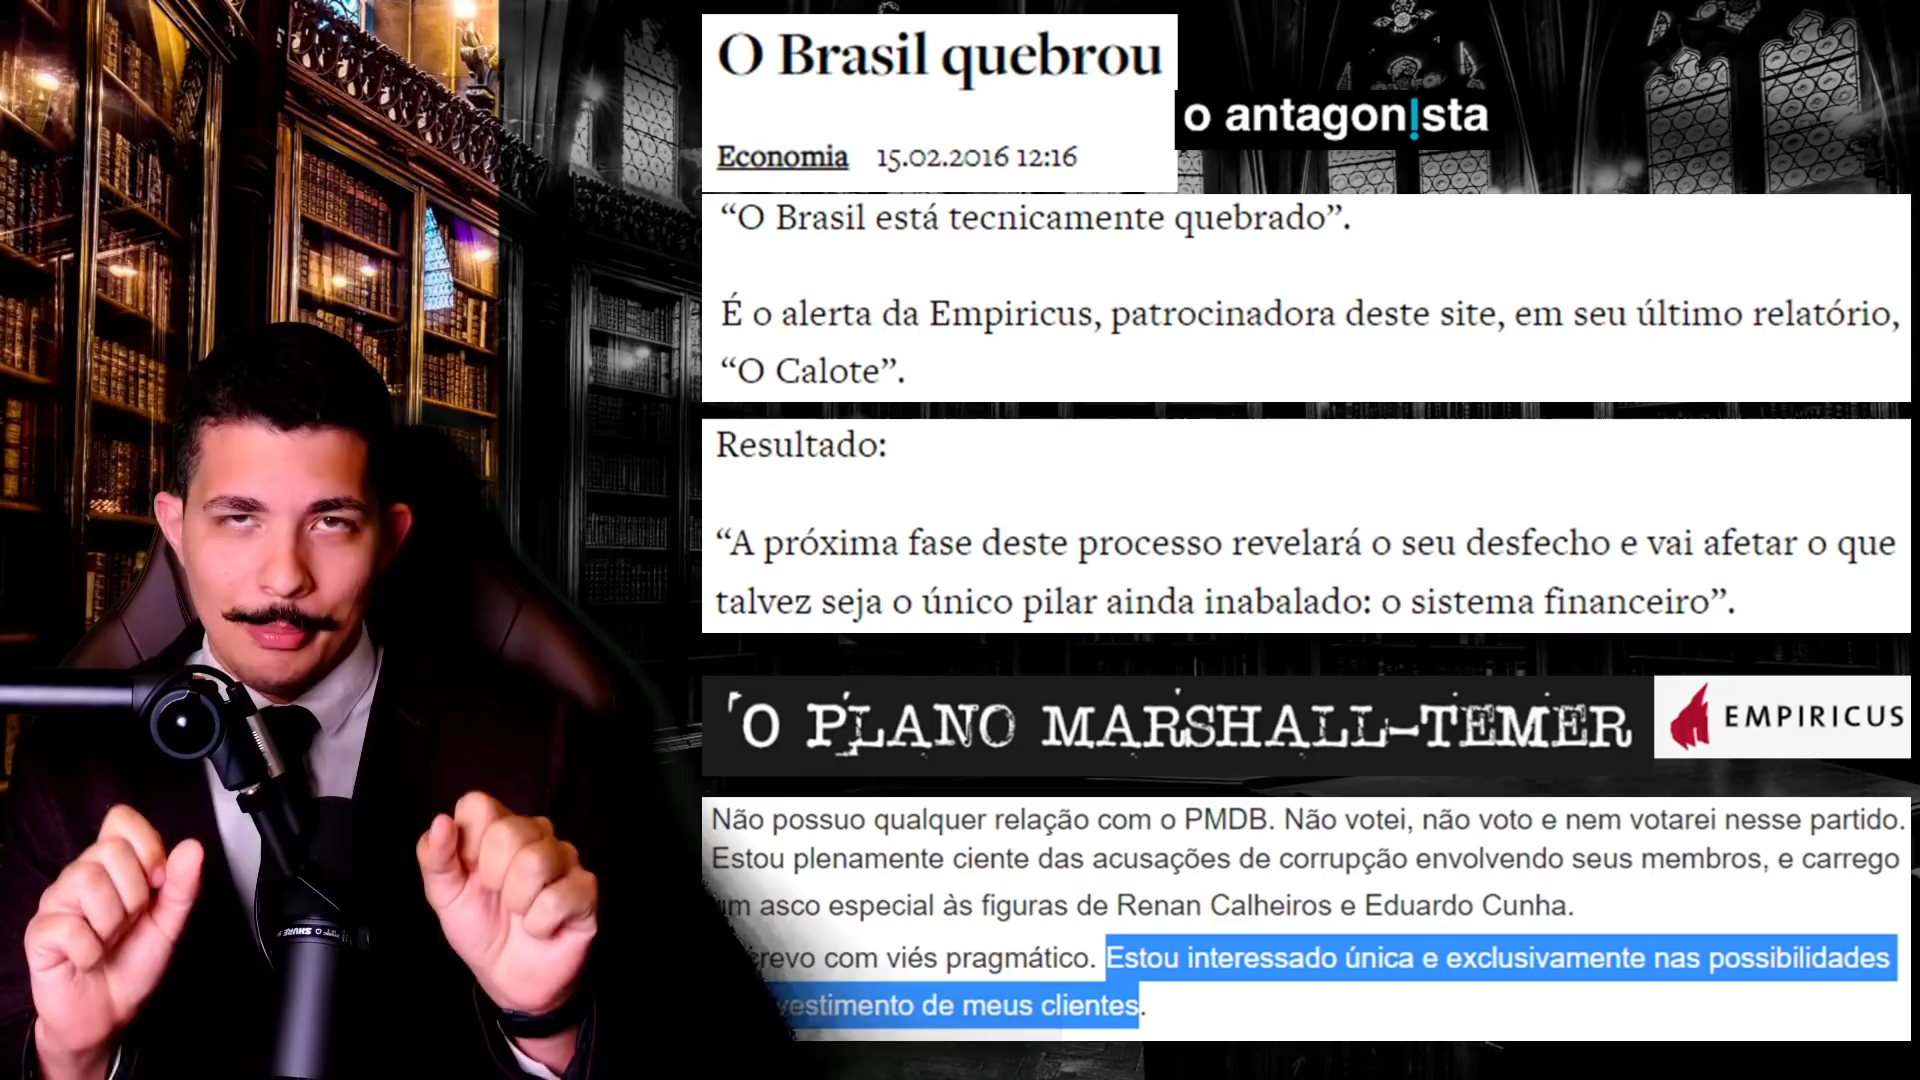 O Brasil quebrou
o antagon!sta
Economia 15.02.2016 12:16
“O Brasil está tecnicamente quebrado”.
É o alerta da Empiricus, patrocinadora deste site, em seu último relatório,
“O Calote”.
Resultado:
“A próxima fase deste processo revelará o seu desfecho e vai afetar o que
talvez seja o único pilar ainda inabalado: o sistema financeiro”.
O PLANO MARSHALL-TEMER
EMPIRICUS
Não possuo qualquer relação com o PMDB. Não votei, não voto e nem votarei nesse partido.
Estou plenamente ciente das acusações de corrupção envolvendo seus membros, e carrego
asco especial às figuras de Renan Calheiros e Eduardo Cunha.
com viés pragmático. Estou interessado única e exclusivamente nas possibilidades
de meus clientes.
SHURE